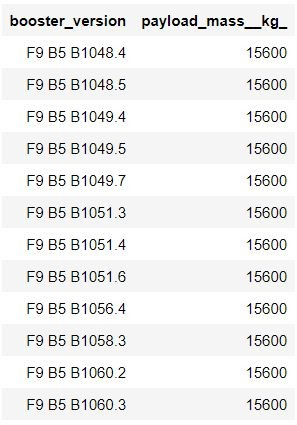 booster_version payload_mass__kg_
F9 B5 B1048.4 15600
F9 B5 B1048.5 15600
F9 B5 B1049.4 15600
F9 B5 B1049.5 15600
F9 B5 B1049.7 15600
F9 B5 B1051.3 15600
F9 B5 B1051.4 15600
F9 B5 B1051.6 15600
F9 B5 B1056.4 15600
F9 B5 B1058.3 15600
F9 B5 B1060.2 15600
F9 B5 B1060.3 15600